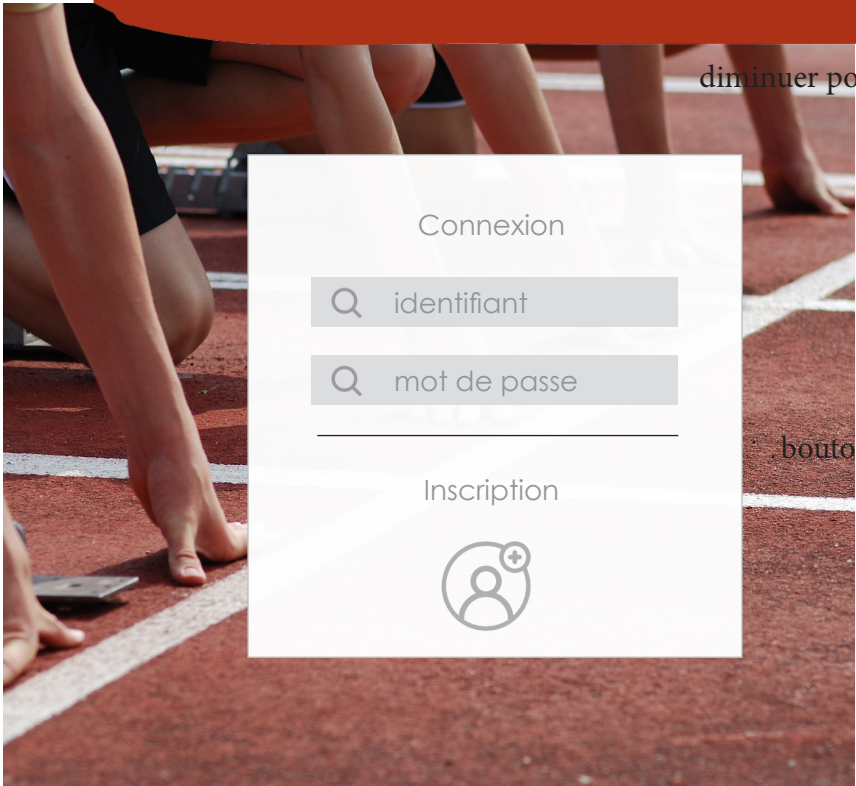 diminuer po
Connexion
identifiant
mot de passe
bouto
Inscription